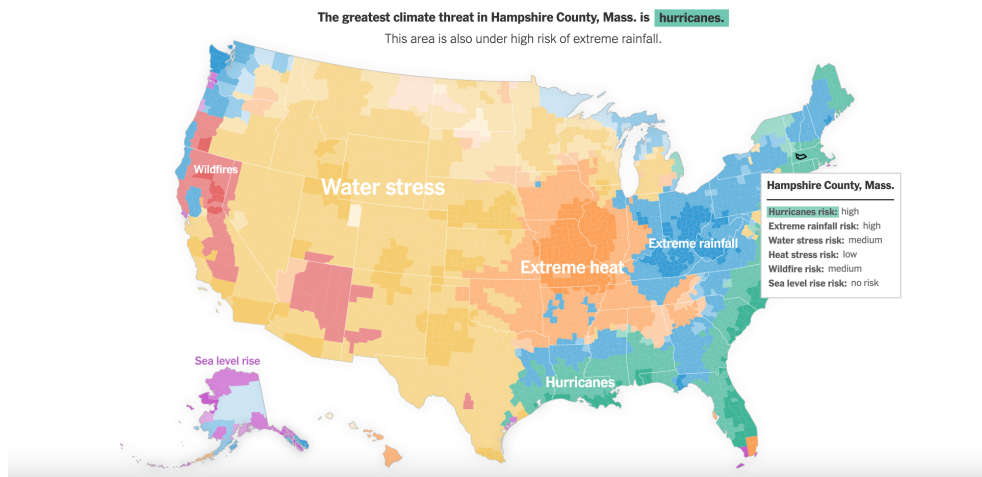 The greatest climate threat in Hampshire County, Mass. is hurricanes.
This area is also under high risk of extreme rainfall.
Wildfires
Water stress
Hampshire County, Mass.
Hurricanes risk: high
Extreme rainfall risk: high
Water stress risk: medium
Heat stress risk: low
Wildfire risk: medium
Sea level rise risk: no risk
Extreme rainfall
Extreme heat
Sea level rise
Hurricanes